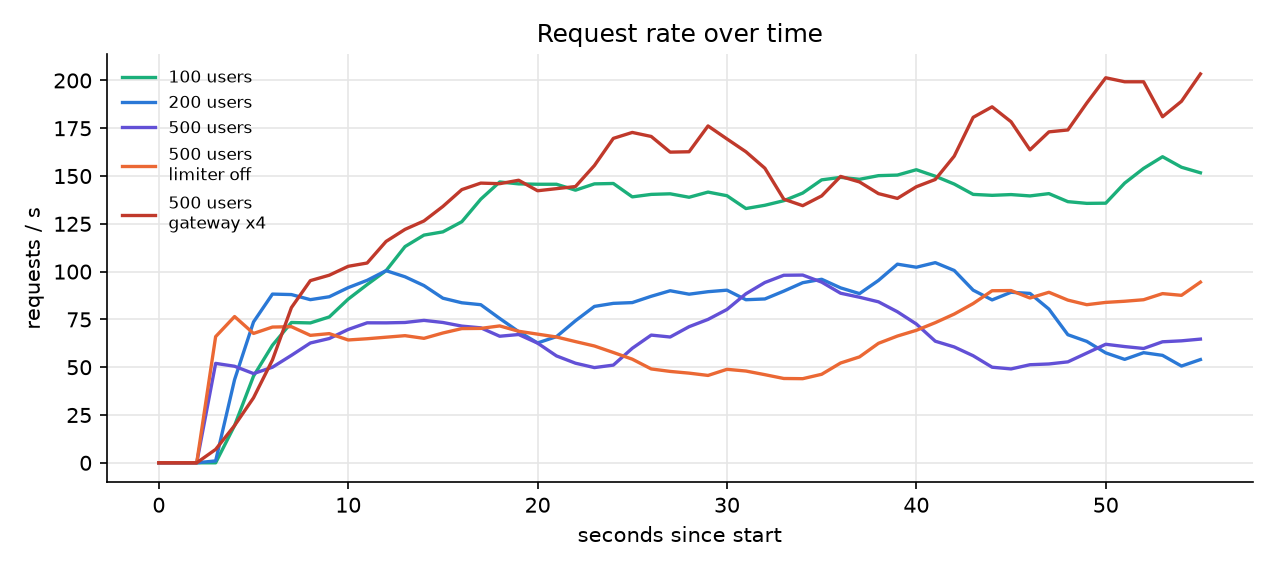 Request rate over time
200
175
150
125
100
75
50
25
0
requests / s
100 users
200 users
500 users
500 users
limiter off
500 users
gateway x4
0
10
20
30
40
50
seconds since start